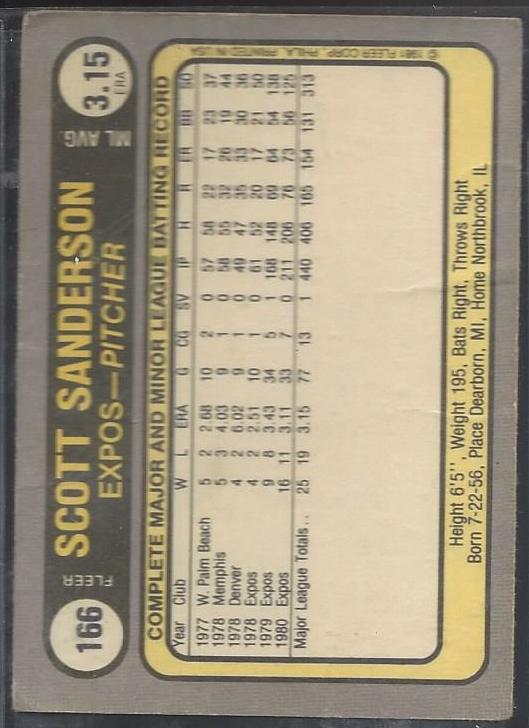 166 FLEER SCOTT SANDERSON ML AVG. 3.15
EXPOS—PITCHER ERA
COMPLETE MAJOR AND MINOR LEAGUE BATTING RECORD
Year Club W L ERA G CG SV IP H R ER BB SO
1977 W. Palm Beach 5 2 2.68 10 2 0 57 58 22 17 23 37
1978 Memphis 5 3 4.03 9 1 0 58 55 32 26 19 44
1978 Denver 4 2 6.02 9 1 0 49 47 35 33 30 36
1978 Expos 4 2 2.51 10 1 0 61 52 20 17 21 50
1979 Expos 9 8 3.43 34 5 1 168 148 69 64 54 138
1980 Expos 16 11 3.11 33 7 0 211 206 76 73 56 125
Major League Totals.. 25 19 3.15 77 13 1 440 406 165 154 131 313
Height 6'5'', Weight 195, Bats Right, Throws Right
Born 7-22-56, Place Dearborn, MI, Home Northbrook, IL
© 1981 FLEER CORP., PHILA. PRINTED IN USA